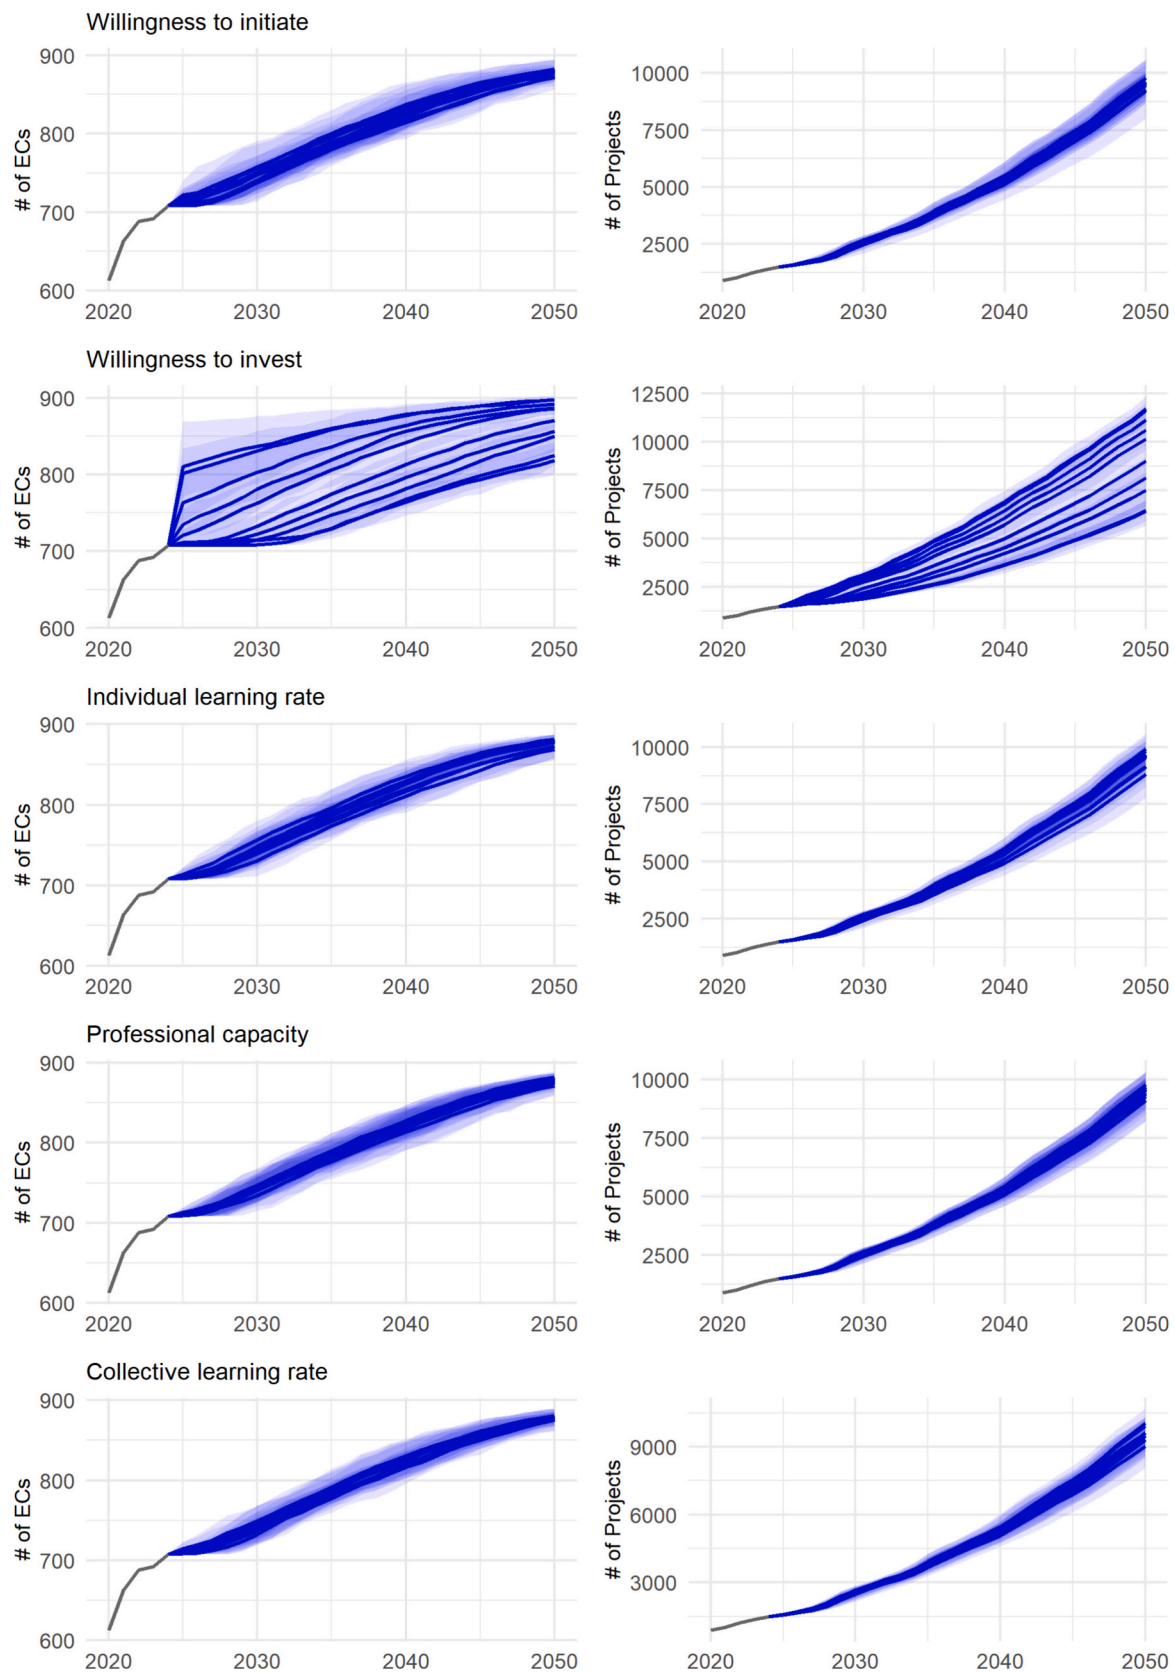 Willingness to initiate
# of ECs
900
800
700
600
2020 2030 2040 2050
# of Projects
10000
7500
5000
2500
2020 2030 2040 2050
Willingness to invest
# of ECs
900
800
700
600
2020 2030 2040 2050
# of Projects
12500
10000
7500
5000
2500
2020 2030 2040 2050
Individual learning rate
# of ECs
900
800
700
600
2020 2030 2040 2050
# of Projects
10000
7500
5000
2500
2020 2030 2040 2050
Professional capacity
# of ECs
900
800
700
600
2020 2030 2040 2050
# of Projects
10000
7500
5000
2500
2020 2030 2040 2050
Collective learning rate
# of ECs
900
800
700
600
2020 2030 2040 2050
# of Projects
9000
6000
3000
2020 2030 2040 2050